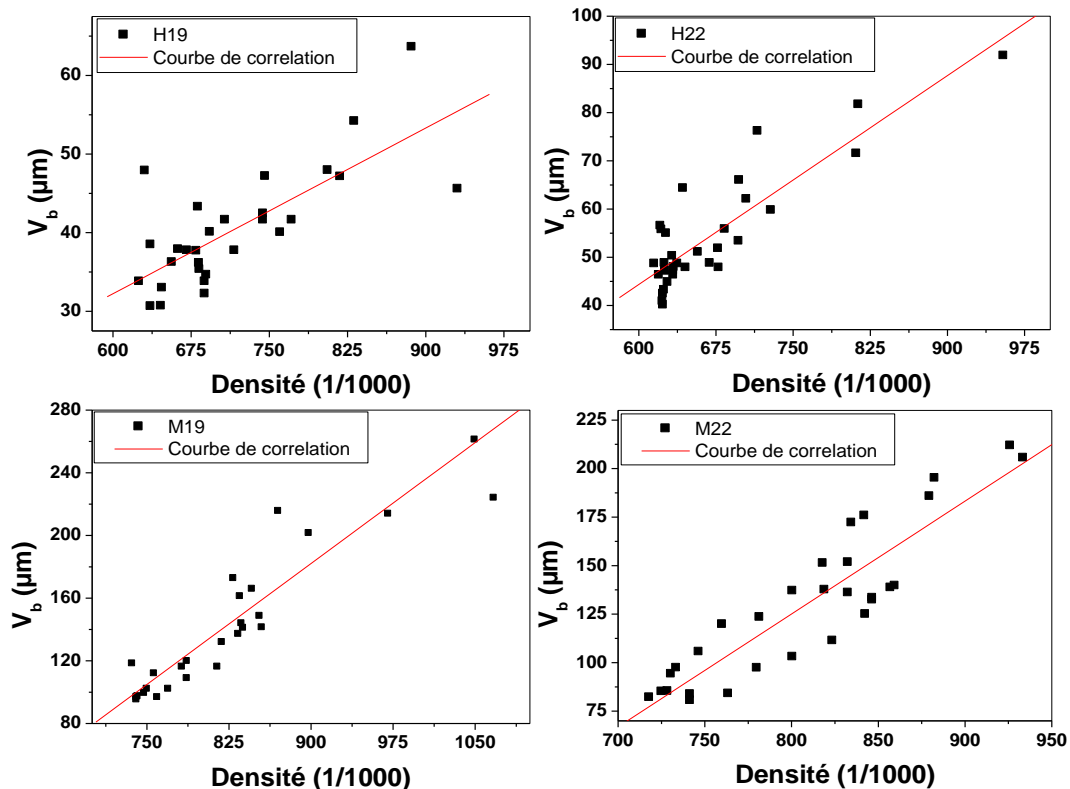 H19
Courbe de correlation
V_b (µm)
60
50
40
30
600 675 750 825 900 975
Densité (1/1000)
H22
Courbe de correlation
V_b (µm)
100
90
80
70
60
50
40
600 675 750 825 900 975
Densité (1/1000)
M19
Courbe de correlation
V_b (µm)
280
240
200
160
120
80
750 825 900 975 1050
Densité (1/1000)
M22
Courbe de correlation
V_b (µm)
225
200
175
150
125
100
75
700 750 800 850 900 950
Densité (1/1000)